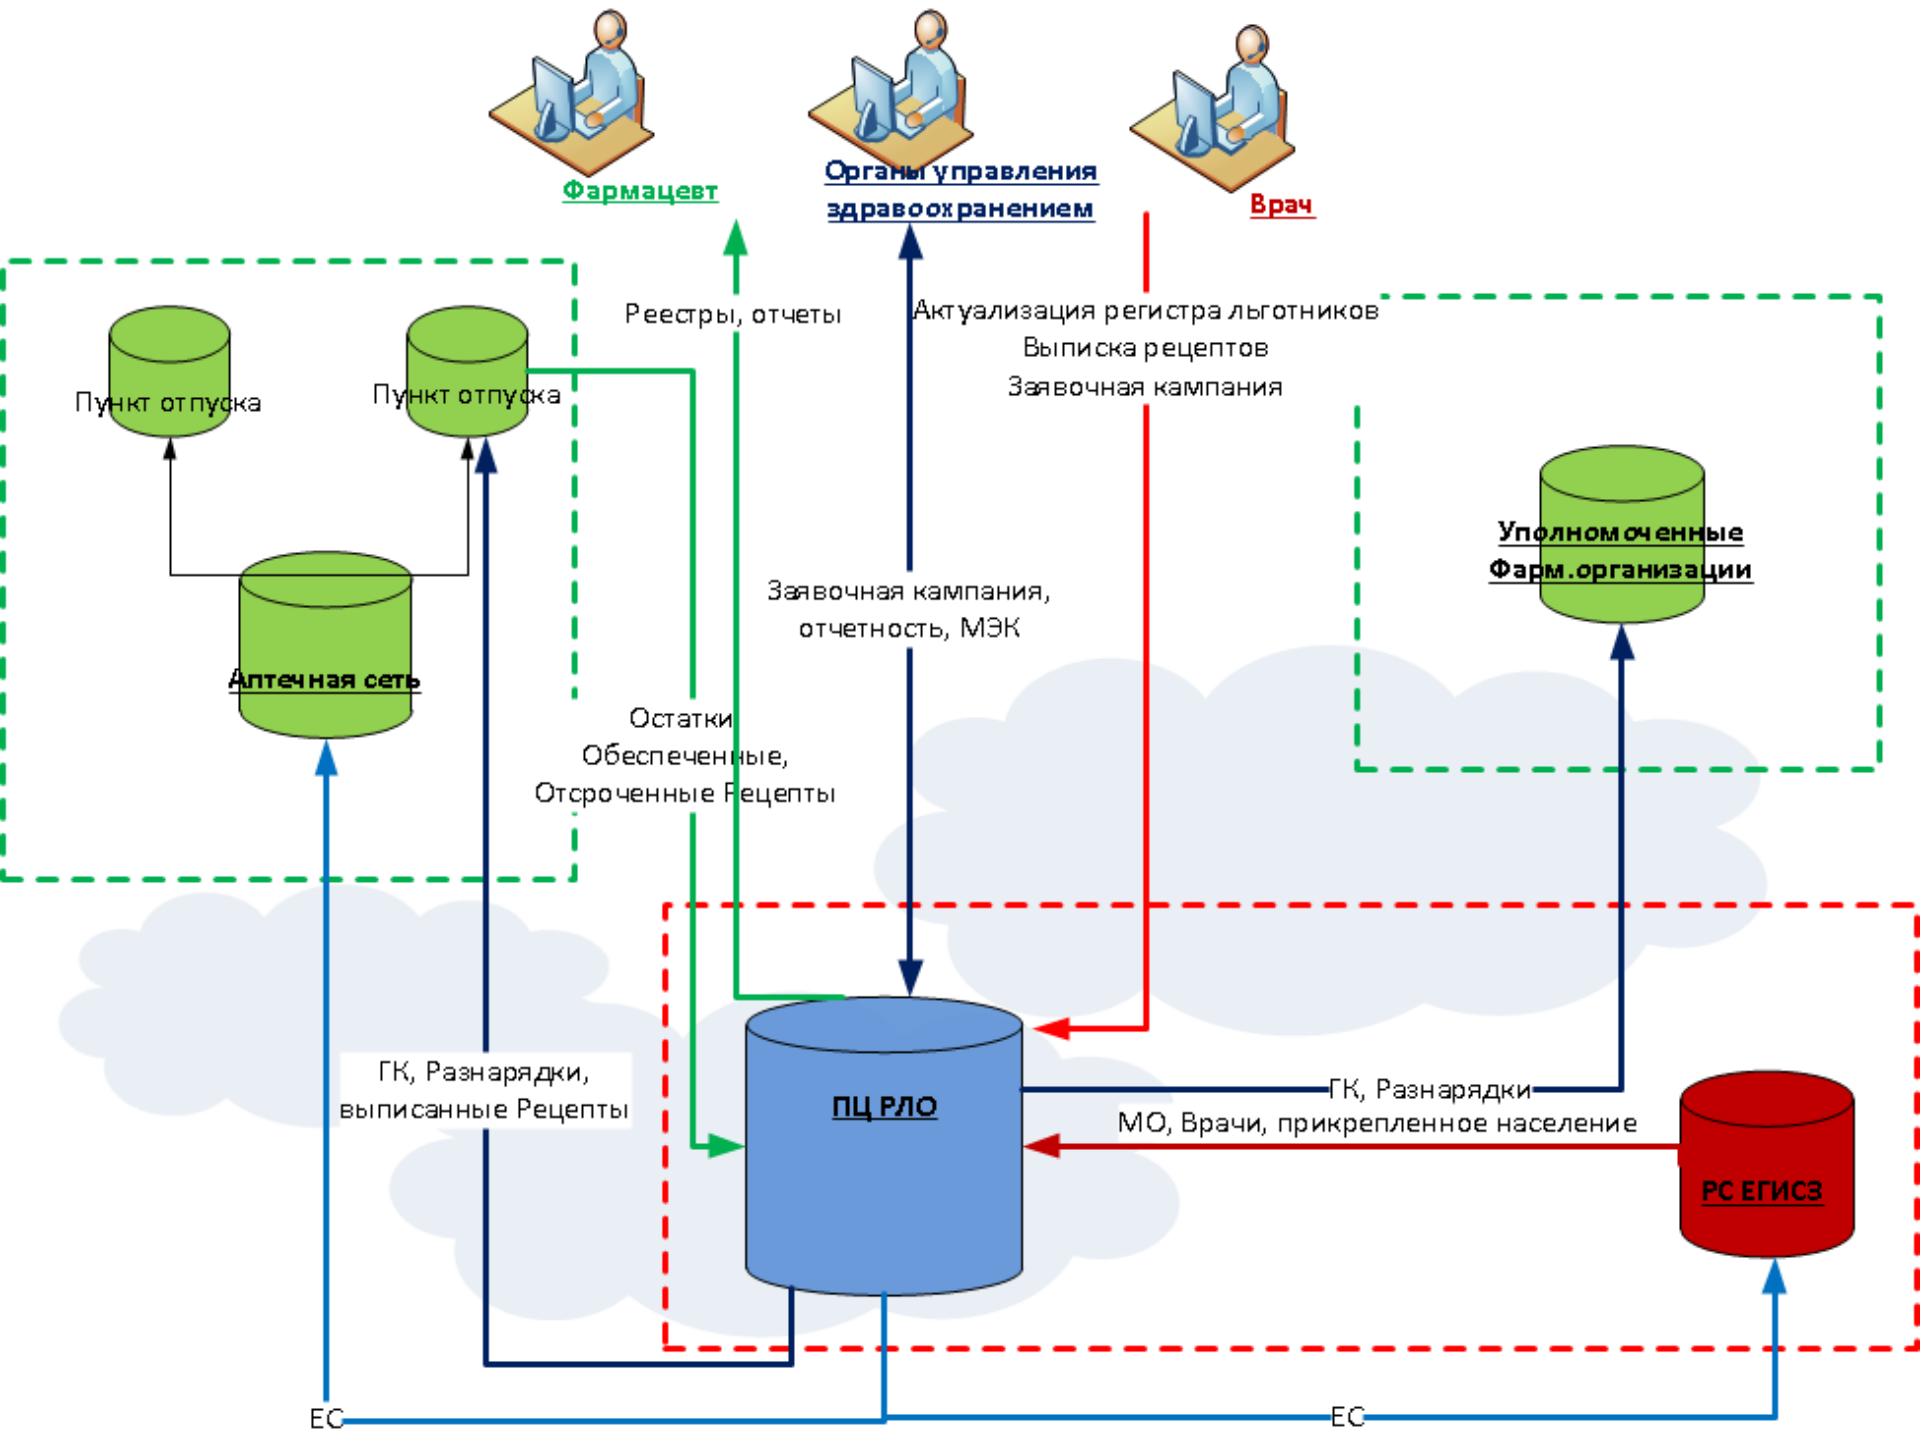 Фармацевт
Органы управления
здравоохранением
Врач
Реестры, отчеты
Актуализация регистра льготников
Выписка рецептов
Заявочная кампания
Пункт отпуска
Пункт отпуска
Уполномоченные
Фарм.организации
Заявочная кампания,
отчетность, МЭК
Аптечная сеть
Остатки
Обеспеченные,
Отсроченные Рецепты
ГК, Разнарядки,
выписанные Рецепты
ПЦ РЛО
ГК, Разнарядки
МО, Врачи, прикрепленное население
РС ЕГИСЗ
ЕС
ЕС